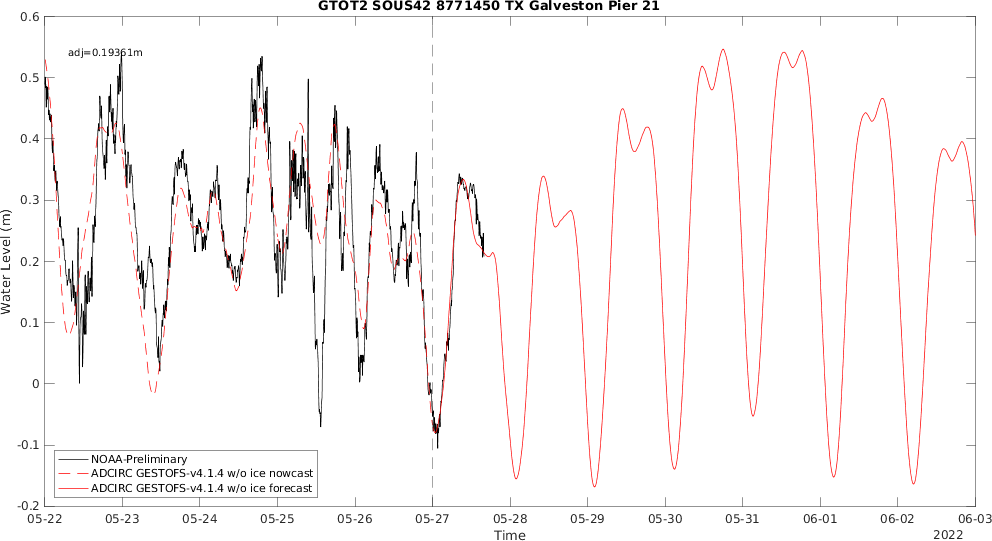 GTOT2 SOUS42 8771450 TX Galveston Pier 21
adj=0.19361m
0.6
0.5
0.4
0.3
0.2
0.1
0
-0.1
-0.2
Water Level (m)
NOAA-Preliminary
ADCIRC GESTOFS-v4.1.4 w/o ice nowcast
ADCIRC GESTOFS-v4.1.4 w/o ice forecast
05-22 05-23 05-24 05-25 05-26 05-27 05-28 05-29 05-30 05-31 06-01 06-02 06-03
Time
2022